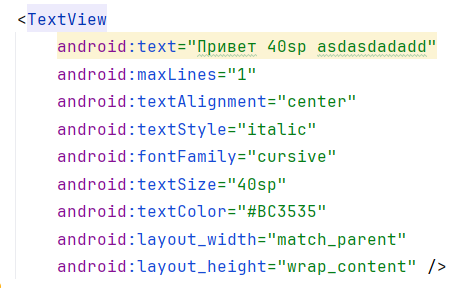 <TextView
android:text="Привет 40sp asdasdadadd"
android:maxLines="1"
android:textAlignment="center"
android:textStyle="italic"
android:fontFamily="cursive"
android:textSize="40sp"
android:textColor="#BC3535"
android:layout_width="match_parent"
android:layout_height="wrap_content" />